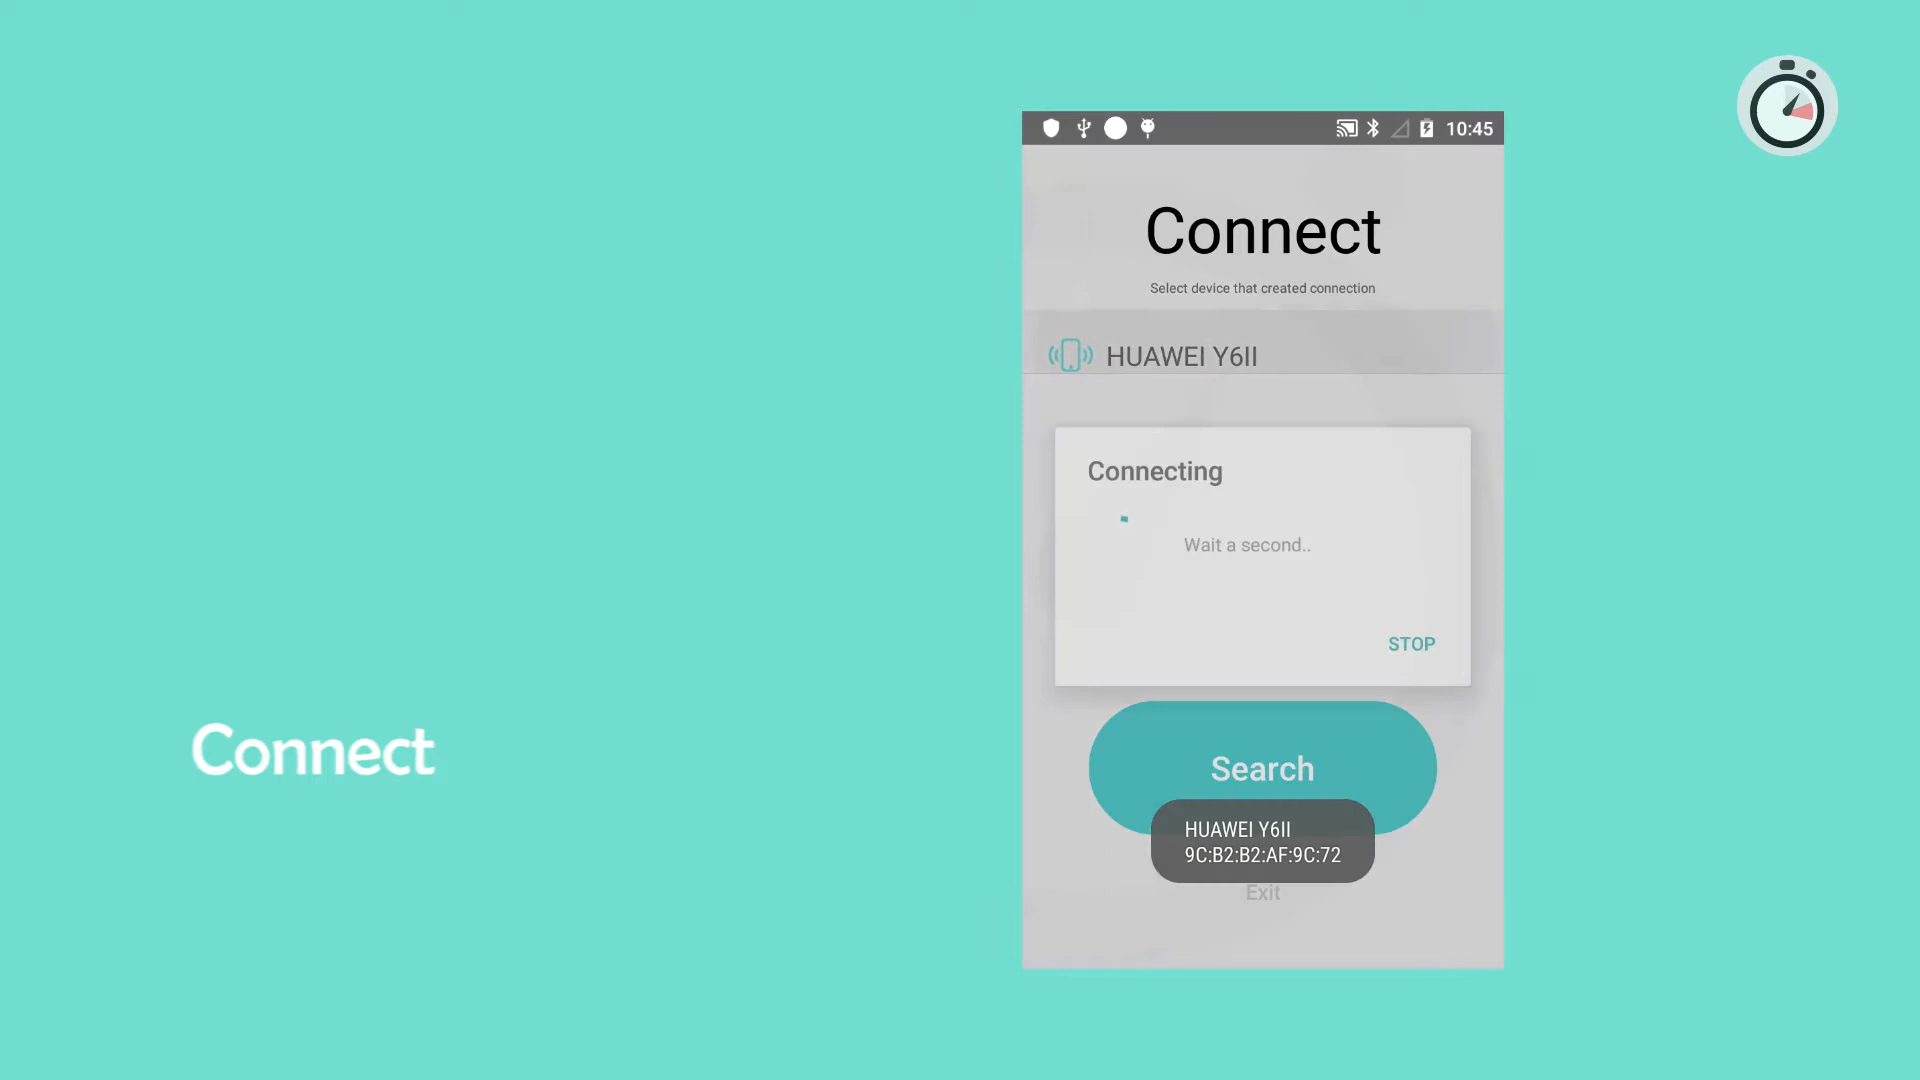 10:45
Connect
Select device that created connection
HUAWEI Y6II
Connecting
Wait a second..
STOP
Connect
Search
HUAWEI Y6II
9C:B2:B2:AF:9C:72
Exit